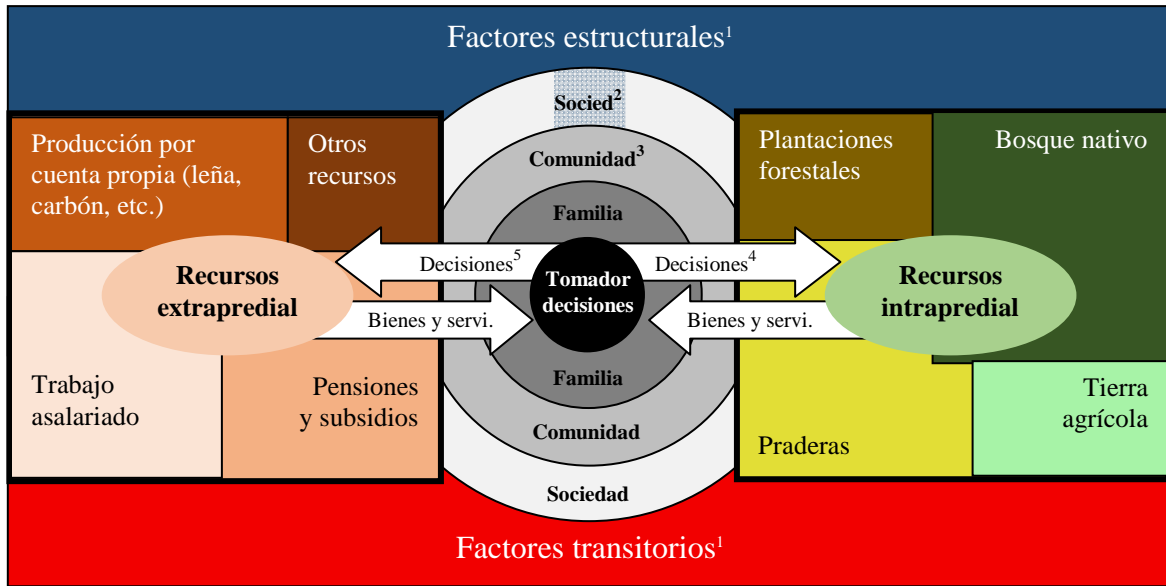 Factores estructurales¹
Socied²
Producción por
cuenta propia (leña,
carbón, etc.)
Otros
recursos
Comunidad³
Familia
Plantaciones
forestales
Bosque nativo
Recursos
extrapredial
Decisiones⁵
Bienes y servi.
Tomador
decisiones
Decisiones⁴
Bienes y servi.
Recursos
intrapredial
Trabajo
asalariado
Pensiones
y subsidios
Familia
Comunidad
Sociedad
Praderas
Tierra
agrícola
Factores transitorios¹